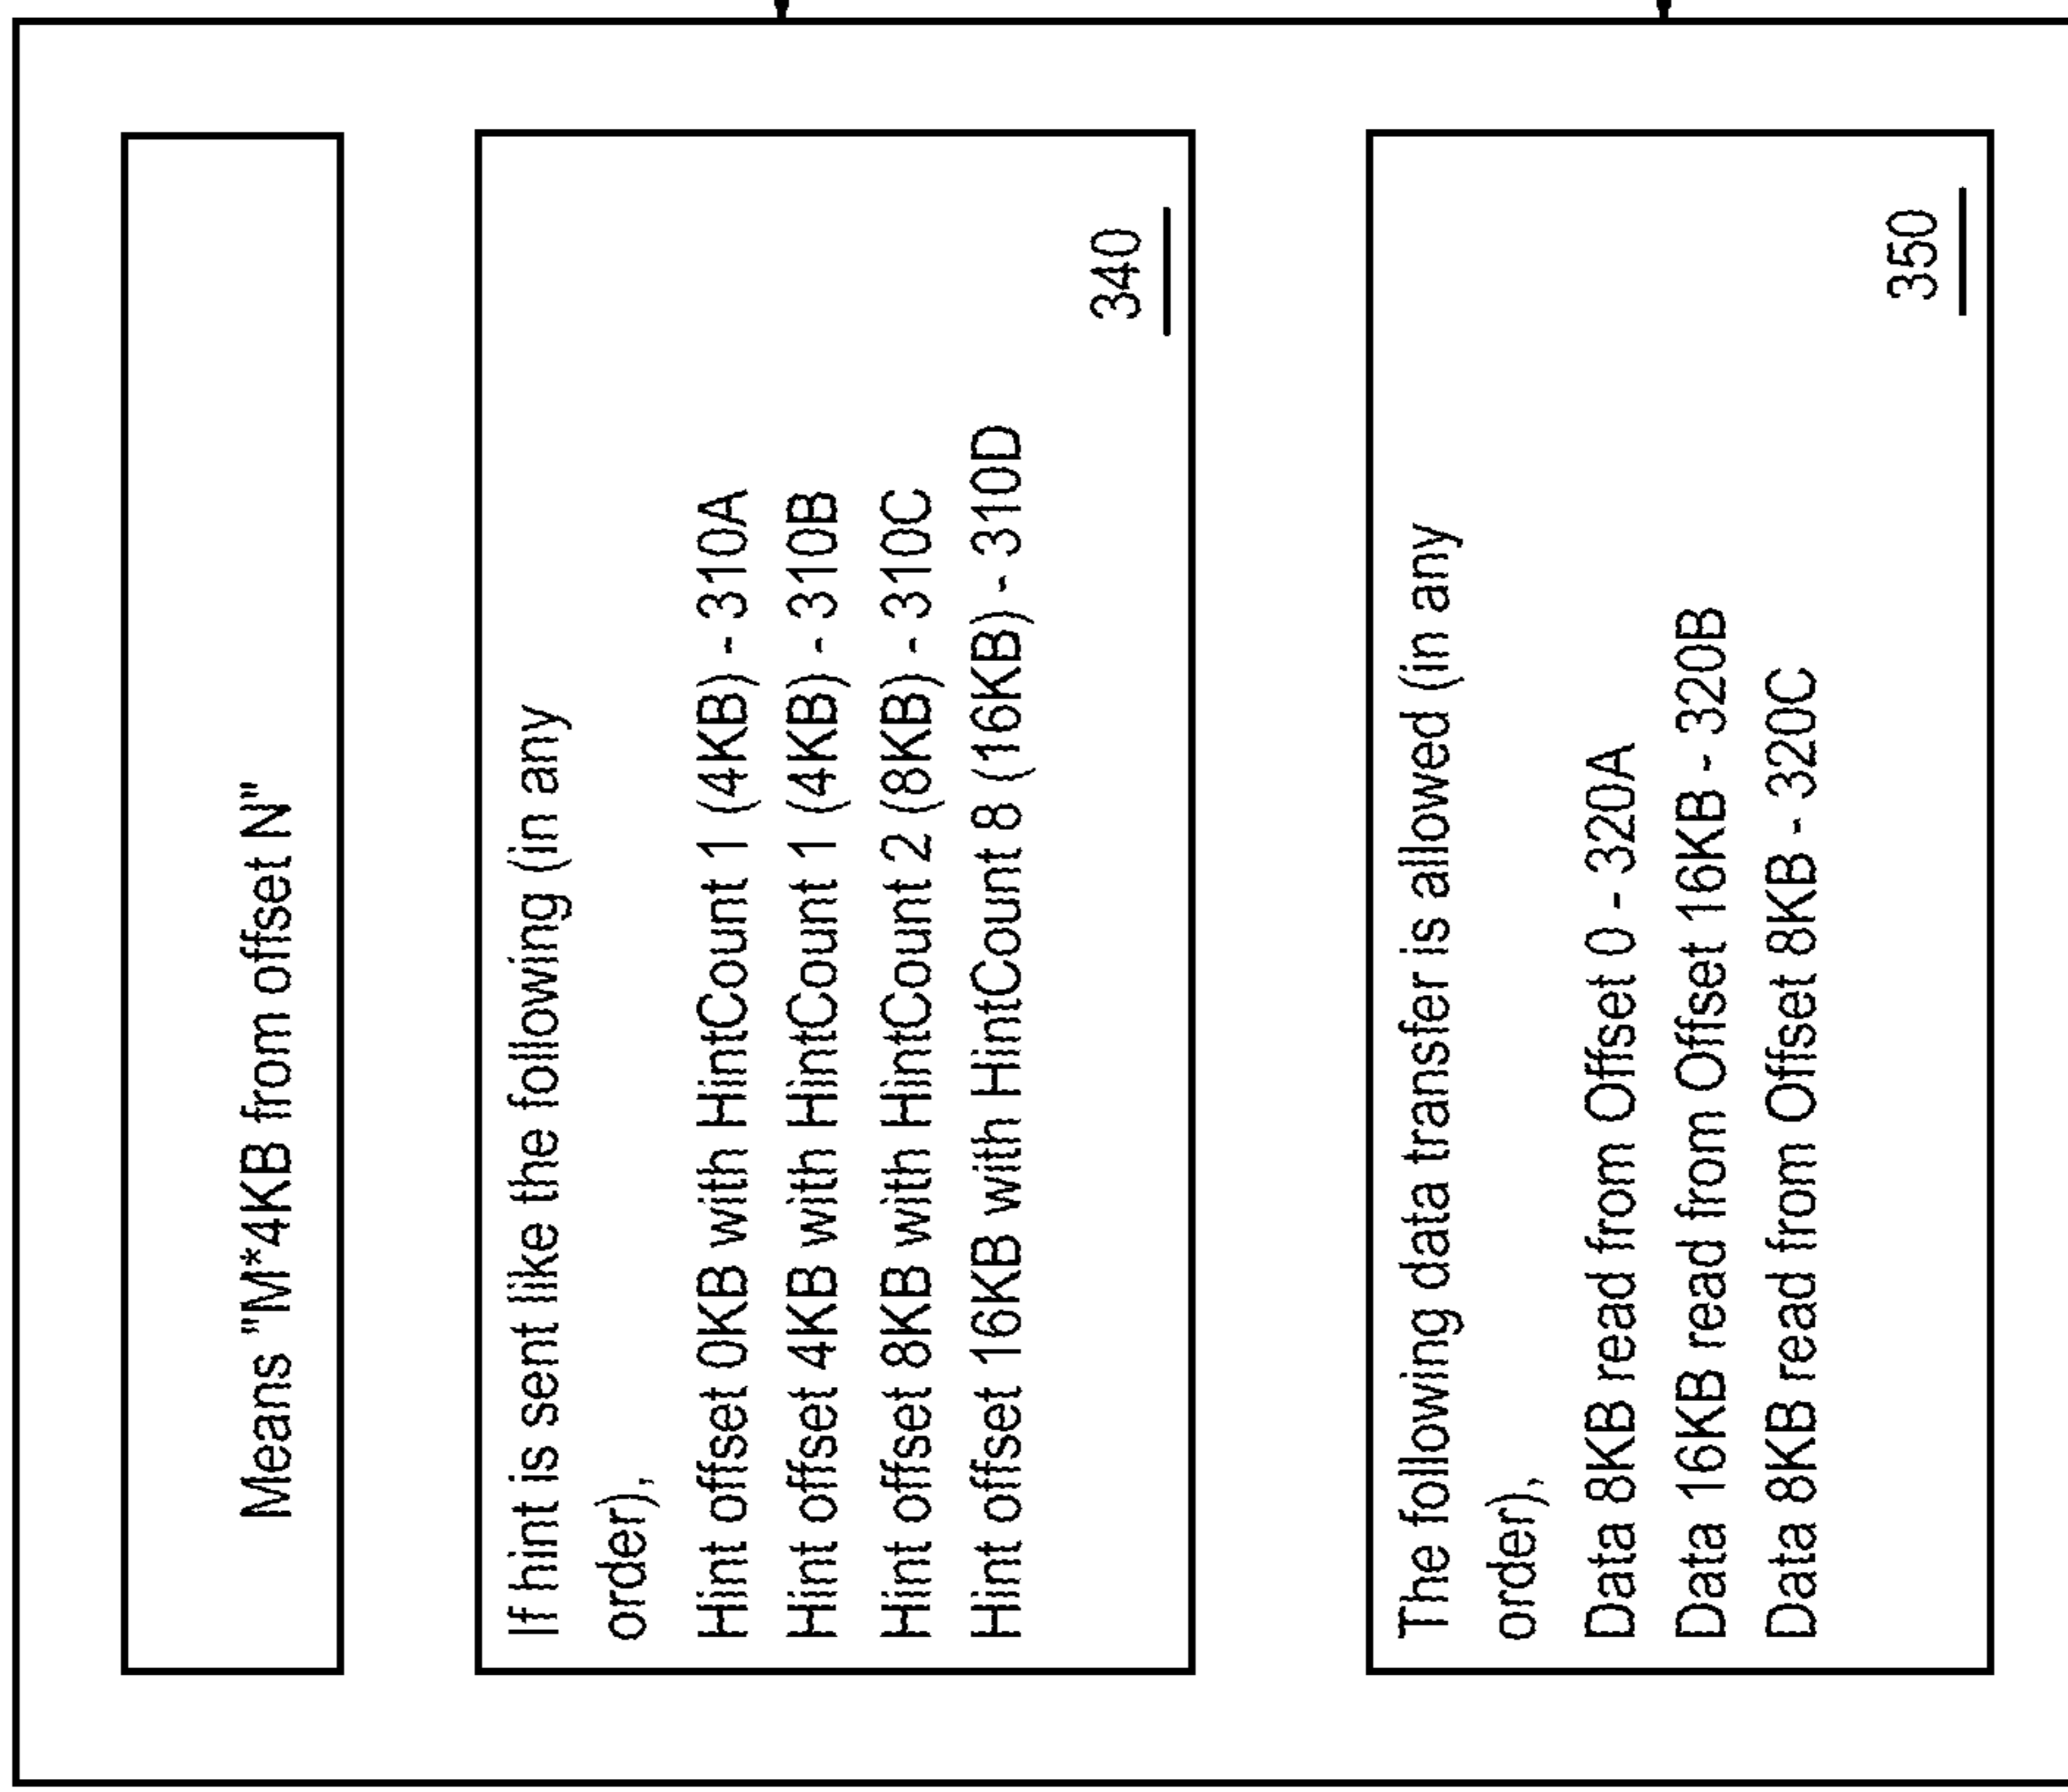 Means "M*4KB from offset N"
If hint is sent like the following (in any
order),
Hint offset 0KB with HintCount 1 (4KB) - 310A
Hint offset 4KB with HintCount 1 (4KB) - 310B
Hint offset 8KB with HintCount 2 (8KB) - 310C
Hint offset 16KB with HintCount 8 (16KB) - 310D
340
The following data transfer is allowed (in any
order),
Data 8KB read from Offset 0 - 320A
Data 16KB read from Offset 16KB - 320B
Data 8KB read from Offset 8KB - 320C
350